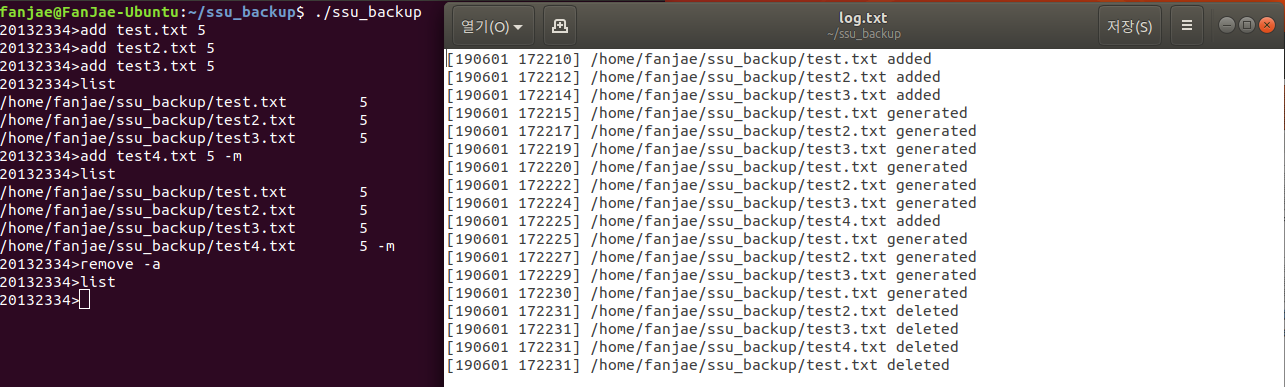 fanjae@FanJae-Ubuntu:~/ssu_backup$ ./ssu_backup
20132334>add test.txt 5
20132334>add test2.txt 5
20132334>add test3.txt 5
20132334>list
/home/fanjae/ssu_backup/test.txt 5
/home/fanjae/ssu_backup/test2.txt 5
/home/fanjae/ssu_backup/test3.txt 5
20132334>add test4.txt 5 -m
20132334>list
/home/fanjae/ssu_backup/test.txt 5
/home/fanjae/ssu_backup/test2.txt 5
/home/fanjae/ssu_backup/test3.txt 5
/home/fanjae/ssu_backup/test4.txt 5 -m
20132334>remove -a
20132334>list
20132334>
열기(O)
log.txt
~/ssu_backup
저장(S)
[190601 172210] /home/fanjae/ssu_backup/test.txt added
[190601 172212] /home/fanjae/ssu_backup/test2.txt added
[190601 172214] /home/fanjae/ssu_backup/test3.txt added
[190601 172215] /home/fanjae/ssu_backup/test.txt generated
[190601 172217] /home/fanjae/ssu_backup/test2.txt generated
[190601 172219] /home/fanjae/ssu_backup/test3.txt generated
[190601 172220] /home/fanjae/ssu_backup/test.txt generated
[190601 172222] /home/fanjae/ssu_backup/test2.txt generated
[190601 172224] /home/fanjae/ssu_backup/test3.txt generated
[190601 172225] /home/fanjae/ssu_backup/test4.txt added
[190601 172225] /home/fanjae/ssu_backup/test.txt generated
[190601 172227] /home/fanjae/ssu_backup/test2.txt generated
[190601 172229] /home/fanjae/ssu_backup/test3.txt generated
[190601 172230] /home/fanjae/ssu_backup/test.txt generated
[190601 172231] /home/fanjae/ssu_backup/test2.txt deleted
[190601 172231] /home/fanjae/ssu_backup/test3.txt deleted
[190601 172231] /home/fanjae/ssu_backup/test4.txt deleted
[190601 172231] /home/fanjae/ssu_backup/test.txt deleted